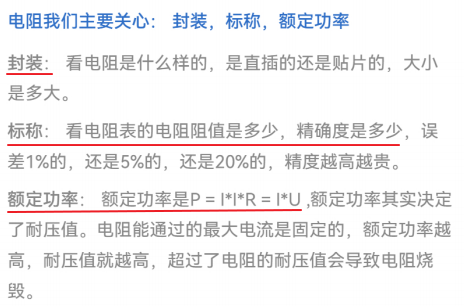 电阻我们主要关心： 封装，标称，额定功率
封装： 看电阻是什么样的，是直插的还是贴片的，大小
是多大。
标称： 看电阻表的电阻阻值是多少，精确度是多少，误
差1%的，还是5%的，还是20%的，精度越高越贵。
额定功率： 额定功率是P = I*I*R = I*U ,额定功率其实决定
了耐压值。电阻能通过的最大电流是固定的，额定功率越
高，耐压值就越高，超过了电阻的耐压值会导致电阻烧
毁。